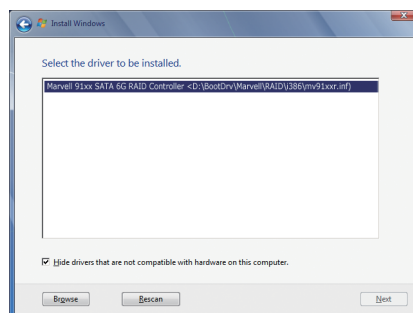 Install Windows
Select the driver to be installed.
Marvell 91xx SATA 6G RAID Controller <D:\BootDrv\Marvell\RAID\i386\mv91xxr.inf)
Hide drivers that are not compatible with hardware on this computer.
Browse Rescan Next